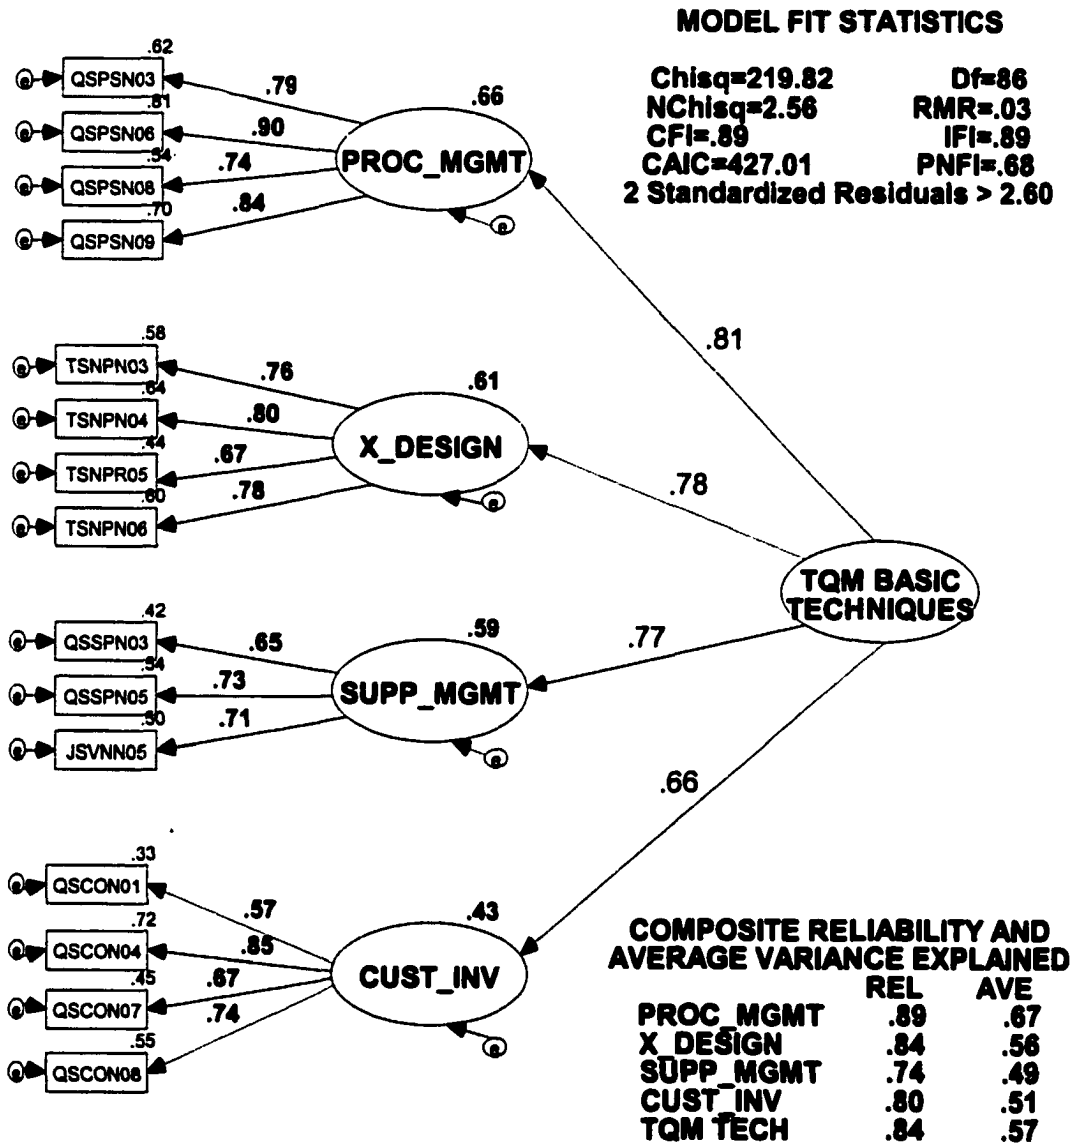 MODEL FIT STATISTICS
Chisq=219.82 Df=86
NChisq=2.56 RMR=.03
CFI=.89 IFI=.89
CAIC=427.01 PNFI=.68
2 Standardized Residuals > 2.60
.62
e QSPSN03 .79
.81
e QSPSN06 .90
.54
e QSPSN08 .74
.70
e QSPSN09 .84
.66
PROC_MGMT
e
.81
.58
e TSNPN03 .76
.64
e TSNPN04 .80
.44
e TSNPR05 .67
.60
e TSNPN06 .78
.61
X_DESIGN
e
.78
TQM BASIC
TECHNIQUES
.42
e QSSPN03 .65
.54
e QSSPN05 .73
.50
e JSVNN05 .71
.59
SUPP_MGMT
e
.77
.66
.33
e QSCON01 .57
.72
e QSCON04 .85
.45
e QSCON07 .67
.55
e QSCON08 .74
.43
CUST_INV
e
COMPOSITE RELIABILITY AND
AVERAGE VARIANCE EXPLAINED
REL AVE
PROC_MGMT .89 .67
X_DESIGN .84 .56
SUPP_MGMT .74 .49
CUST_INV .80 .51
TQM TECH .84 .57